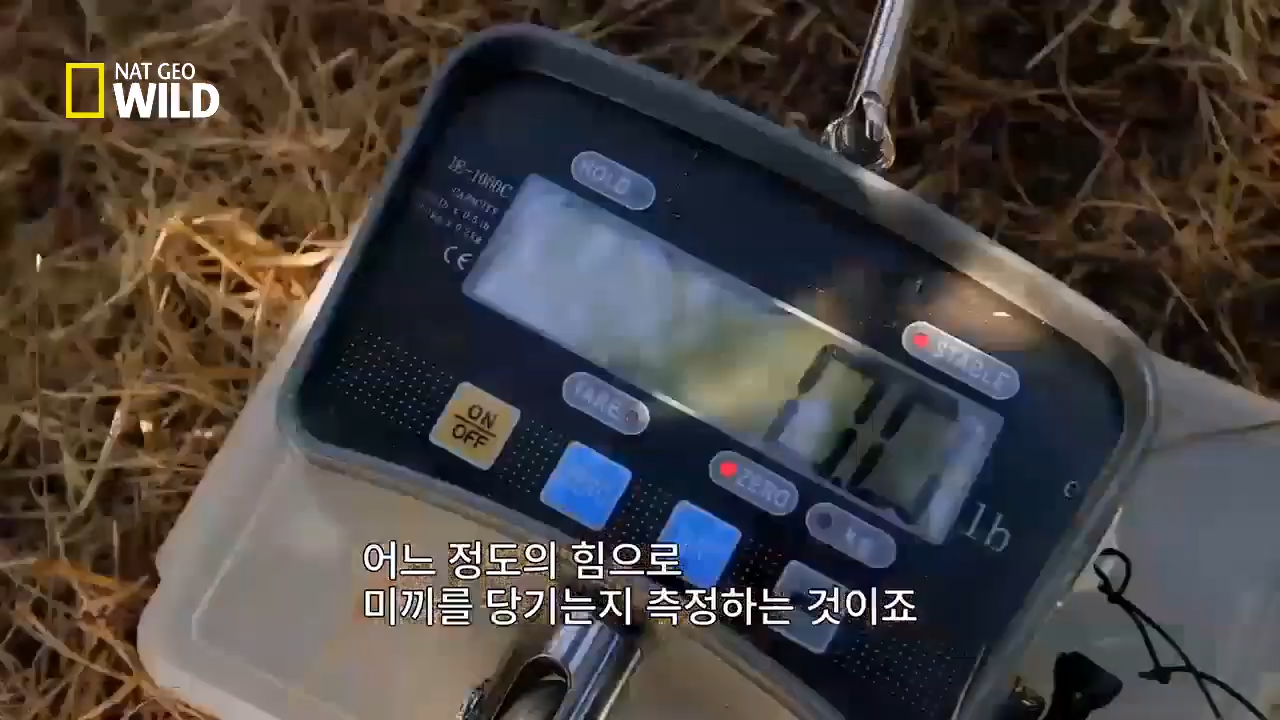 NAT GEO
WILD
HOLD
CE
STABLE
TARE
ON
OFF
ZERO
kg
lb
어느 정도의 힘으로
미끼를 당기는지 측정하는 것이죠